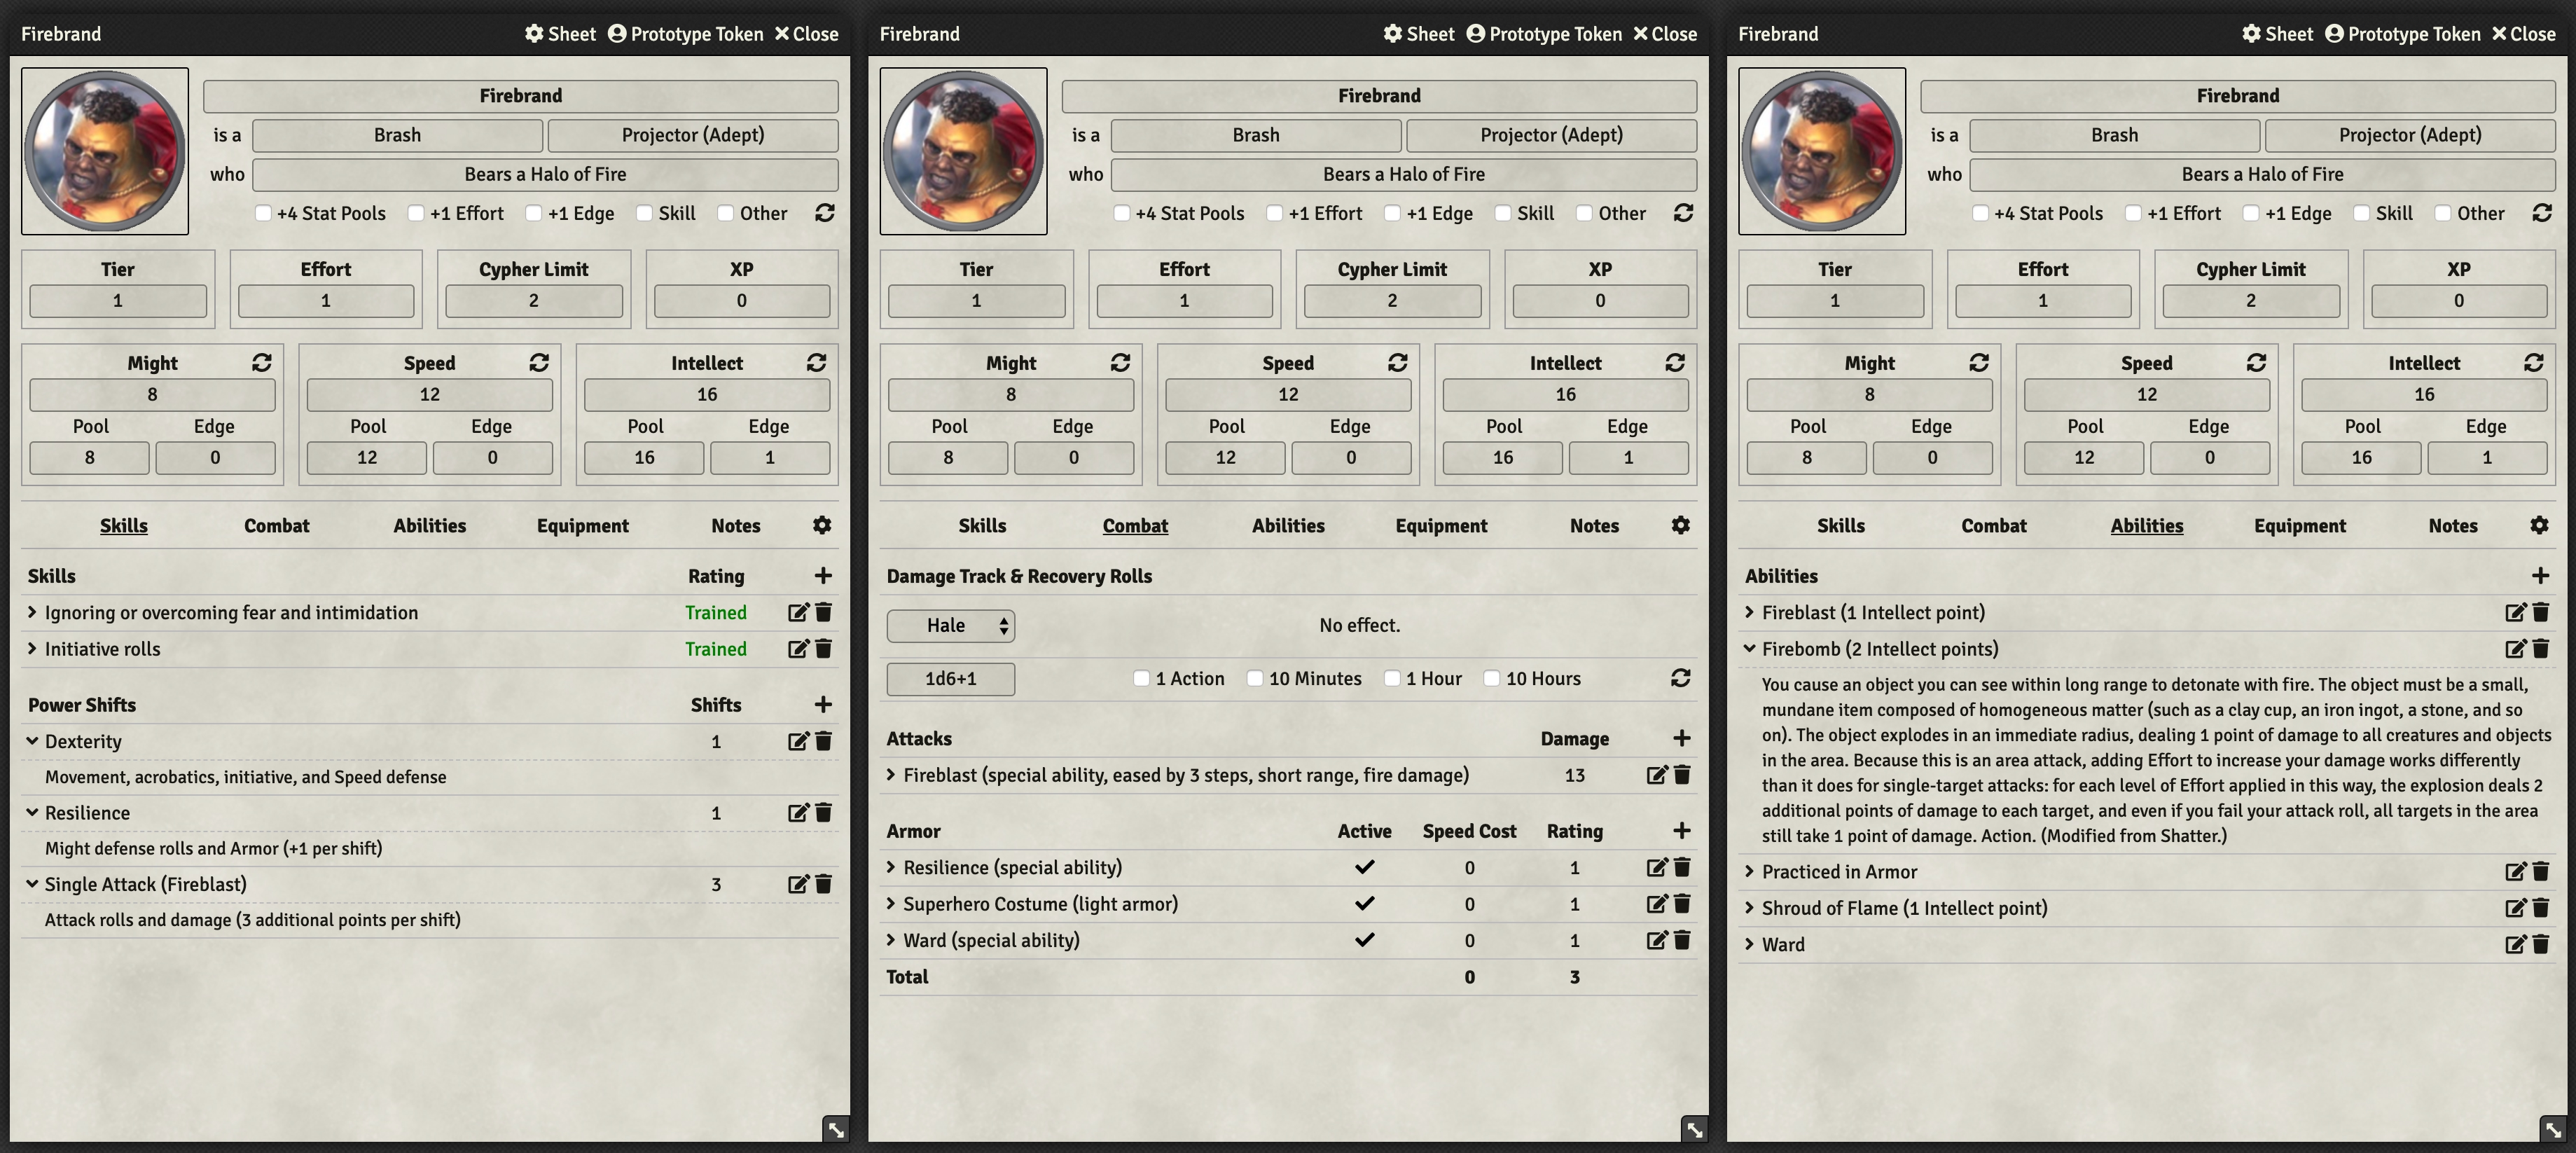 Firebrand Sheet Prototype Token Close
Firebrand
is a Brash Projector (Adept)
who Bears a Halo of Fire
+4 Stat Pools +1 Effort +1 Edge Skill Other
Tier Effort Cypher Limit XP
1 1 2 0
Might Speed Intellect
8 12 16
Pool Edge Pool Edge Pool Edge
8 0 12 0 16 1
Skills Combat Abilities Equipment Notes
Skills Rating
Ignoring or overcoming fear and intimidation Trained
Initiative rolls Trained
Power Shifts Shifts
Dexterity 1
Movement, acrobatics, initiative, and Speed defense
Resilience 1
Might defense rolls and Armor (+1 per shift)
Single Attack (Fireblast) 3
Attack rolls and damage (3 additional points per shift)
Firebrand Sheet Prototype Token Close
Firebrand
is a Brash Projector (Adept)
who Bears a Halo of Fire
+4 Stat Pools +1 Effort +1 Edge Skill Other
Tier Effort Cypher Limit XP
1 1 2 0
Might Speed Intellect
8 12 16
Pool Edge Pool Edge Pool Edge
8 0 12 0 16 1
Skills Combat Abilities Equipment Notes
Damage Track & Recovery Rolls
Hale No effect.
1d6+1 1 Action 10 Minutes 1 Hour 10 Hours
Attacks Damage
Fireblast (special ability, eased by 3 steps, short range, fire damage) 13
Armor Active Speed Cost Rating
Resilience (special ability) 0 1
Superhero Costume (light armor) 0 1
Ward (special ability) 0 1
Total 0 3
Firebrand Sheet Prototype Token Close
Firebrand
is a Brash Projector (Adept)
who Bears a Halo of Fire
+4 Stat Pools +1 Effort +1 Edge Skill Other
Tier Effort Cypher Limit XP
1 1 2 0
Might Speed Intellect
8 12 16
Pool Edge Pool Edge Pool Edge
8 0 12 0 16 1
Skills Combat Abilities Equipment Notes
Abilities
Fireblast (1 Intellect point)
Firebomb (2 Intellect points)
You cause an object you can see within long range to detonate with fire. The object must be a small,
mundane item composed of homogeneous matter (such as a clay cup, an iron ingot, a stone, and so
on). The object explodes in an immediate radius, dealing 1 point of damage to all creatures and objects
in the area. Because this is an area attack, adding Effort to increase your damage works differently
than it does for single-target attacks: for each level of Effort applied in this way, the explosion deals 2
additional points of damage to each target, and even if you fail your attack roll, all targets in the area
still take 1 point of damage. Action. (Modified from Shatter.)
Practiced in Armor
Shroud of Flame (1 Intellect point)
Ward